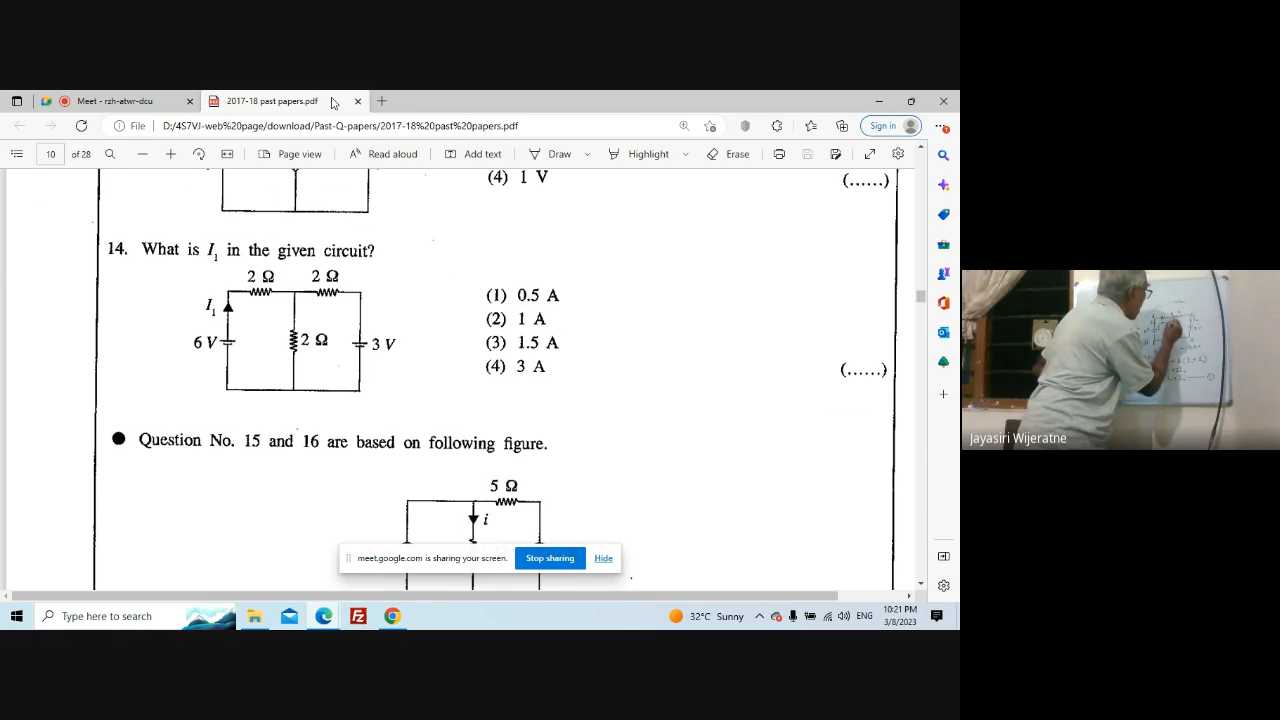 Meet - rzh-atwr-dcu
2017-18 past papers.pdf
File
D:/4S7VJ-web%20page/download/Past-Q-papers/2017-18%20past%20papers.pdf
Sign in
10 of 28
Page view
Read aloud
Add text
Draw
Highlight
Erase
(4) 1 V
(......)
14. What is I₁ in the given circuit?
2 Ω 2 Ω
I₁
6 V
2 Ω
3 V
(1) 0.5 A
(2) 1 A
(3) 1.5 A
(4) 3 A
(......)
● Question No. 15 and 16 are based on following figure.
5 Ω
i
meet.google.com is sharing your screen.
Stop sharing
Hide
Type here to search
32°C Sunny
ENG
10:21 PM
3/8/2023
Jayasiri Wijeratne